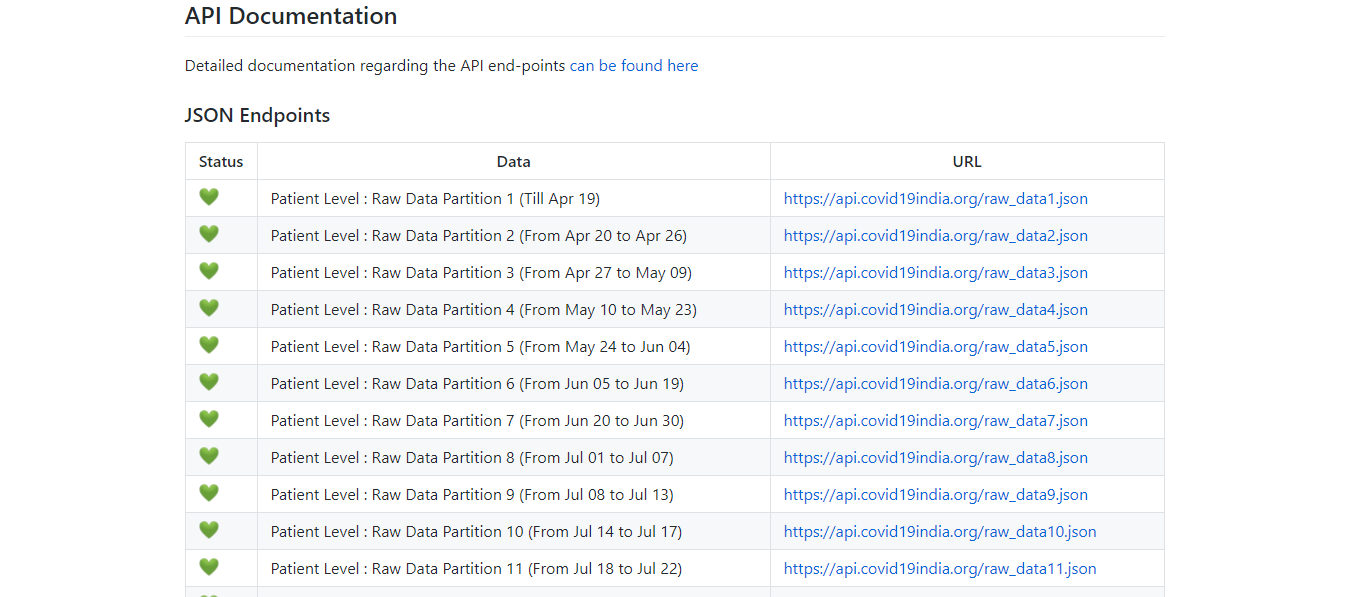 API Documentation
Detailed documentation regarding the API end-points can be found here
JSON Endpoints
Status Data URL
Patient Level : Raw Data Partition 1 (Till Apr 19) https://api.covid19india.org/raw_data1.json
Patient Level : Raw Data Partition 2 (From Apr 20 to Apr 26) https://api.covid19india.org/raw_data2.json
Patient Level : Raw Data Partition 3 (From Apr 27 to May 09) https://api.covid19india.org/raw_data3.json
Patient Level : Raw Data Partition 4 (From May 10 to May 23) https://api.covid19india.org/raw_data4.json
Patient Level : Raw Data Partition 5 (From May 24 to Jun 04) https://api.covid19india.org/raw_data5.json
Patient Level : Raw Data Partition 6 (From Jun 05 to Jun 19) https://api.covid19india.org/raw_data6.json
Patient Level : Raw Data Partition 7 (From Jun 20 to Jun 30) https://api.covid19india.org/raw_data7.json
Patient Level : Raw Data Partition 8 (From Jul 01 to Jul 07) https://api.covid19india.org/raw_data8.json
Patient Level : Raw Data Partition 9 (From Jul 08 to Jul 13) https://api.covid19india.org/raw_data9.json
Patient Level : Raw Data Partition 10 (From Jul 14 to Jul 17) https://api.covid19india.org/raw_data10.json
Patient Level : Raw Data Partition 11 (From Jul 18 to Jul 22) https://api.covid19india.org/raw_data11.json